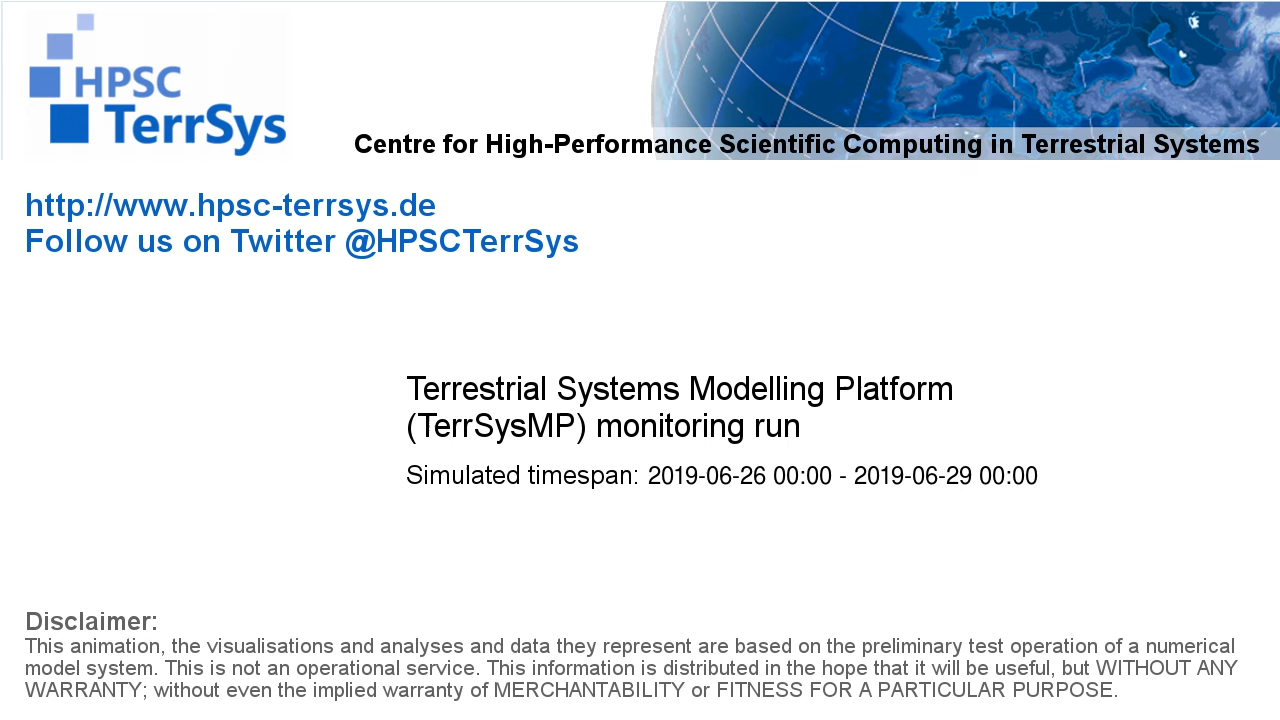 HPSC
TerrSys
Centre for High-Performance Scientific Computing in Terrestrial Systems
http://www.hpsc-terrsys.de
Follow us on Twitter @HPSCTerrSys
Terrestrial Systems Modelling Platform
(TerrSysMP) monitoring run
Simulated timespan: 2019-06-26 00:00 - 2019-06-29 00:00
Disclaimer:
This animation, the visualisations and analyses and data they represent are based on the preliminary test operation of a numerical
model system. This is not an operational service. This information is distributed in the hope that it will be useful, but WITHOUT ANY
WARRANTY; without even the implied warranty of MERCHANTABILITY or FITNESS FOR A PARTICULAR PURPOSE.